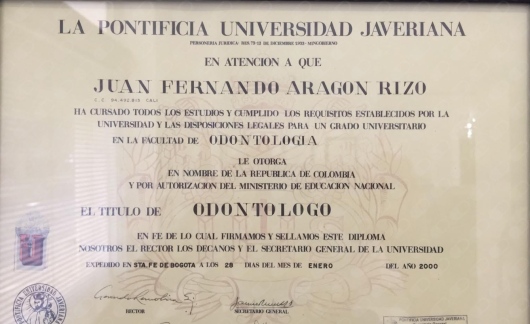 LA PONTIFICIA UNIVERSIDAD JAVERIANA
EN ATENCION A QUE
JUAN FERNANDO ARAGON RIZO
HA CURSADO TODOS LOS ESTUDIOS Y CUMPLIDO LOS REQUISITOS ESTABLECIDOS POR LA
UNIVERSIDAD Y LAS DISPOSICIONES LEGALES PARA UN GRADO UNIVERSITARIO
EN LA FACULTAD DE ODONTOLOGIA
LE OTORGA
EN NOMBRE DE LA REPUBLICA DE COLOMBIA
Y POR AUTORIZACION DEL MINISTERIO DE EDUCACION NACIONAL
EL TITULO DE ODONTOLOGO
EN FE DE LO CUAL FIRMAMOS Y SELLAMOS ESTE DIPLOMA
NOSOTROS EL RECTOR LOS DECANOS Y EL SECRETARIO GENERAL DE LA UNIVERSIDAD
EXPEDIDO EN STA.FE DE BOGOTA A LOS 28 DIAS DEL MES DE ENERO DEL AÑO 2000
RECTOR SECRETARIO GENERAL
PONTIFICIA UNIVERSIDAD JAVERIANA